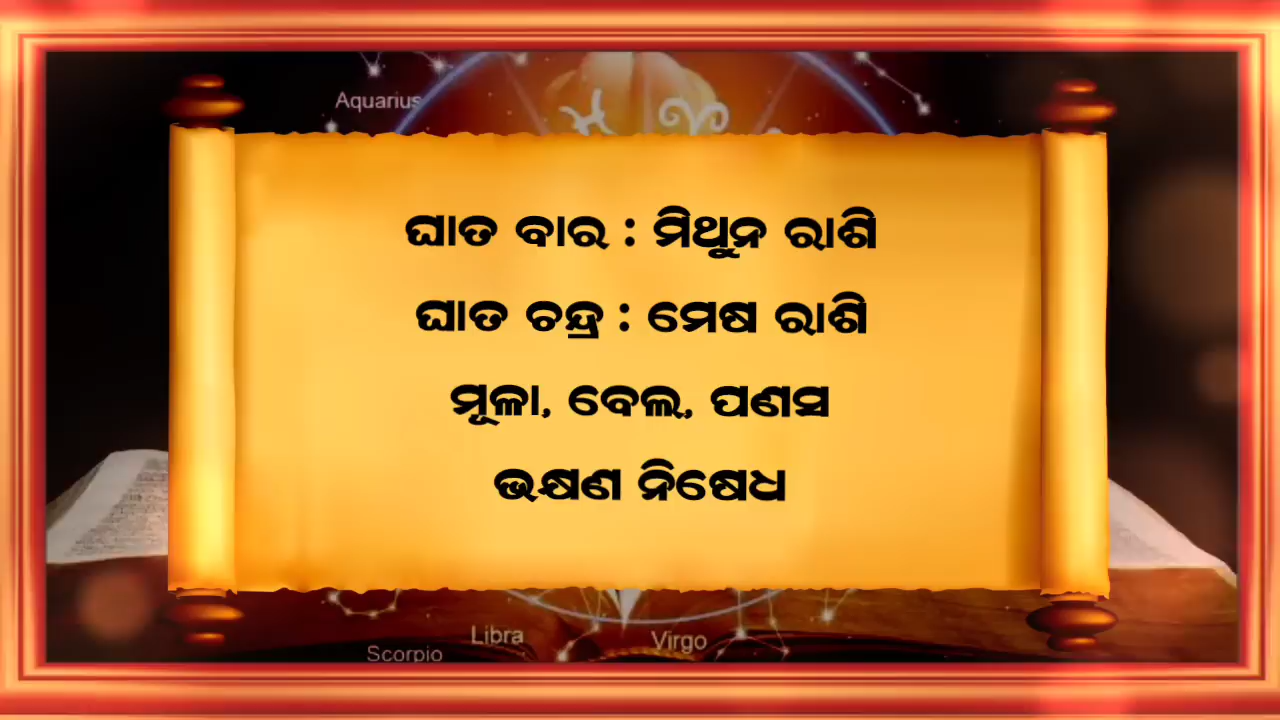 Aquarius
ଘାତ ବାର : ମିଥୁନ ରାଶି
ଘାତ ଚନ୍ଦ୍ର : ମେଷ ରାଶି
ମୂଳା, ବେଲ, ପଣସ
ଭକ୍ଷଣ ନିଷେଧ
Libra
Virgo
Scorpio